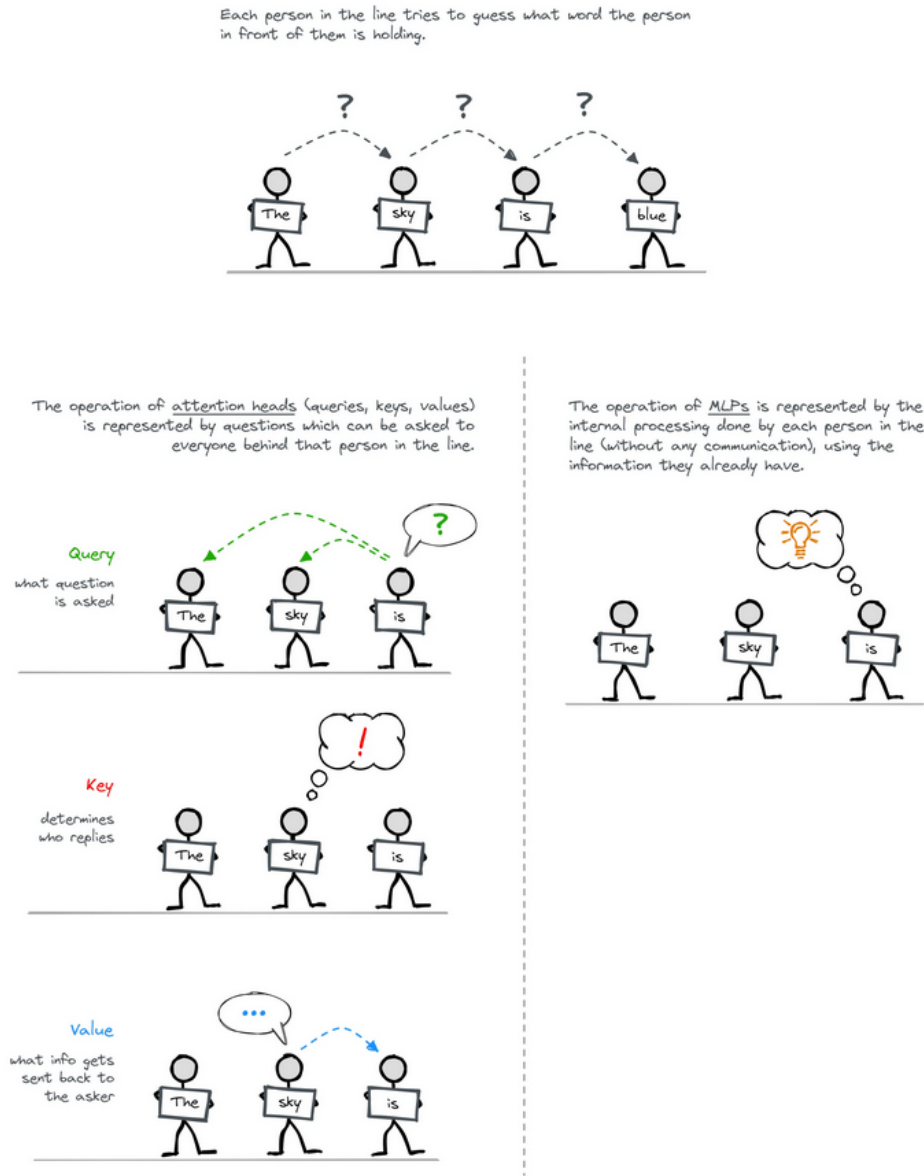 Each person in the line tries to guess what word the person
in front of them is holding.
? ? ?
The sky is blue
The operation of attention heads (queries, keys, values)
is represented by questions which can be asked to
everyone behind that person in the line.
Query
what question
is asked
?
The sky is
Key
determines
who replies
!
The sky is
Value
what info gets
sent back to
the asker
...
The sky is
The operation of MLPs is represented by the
internal processing done by each person in the
line (without any communication), using the
information they already have.
The sky is